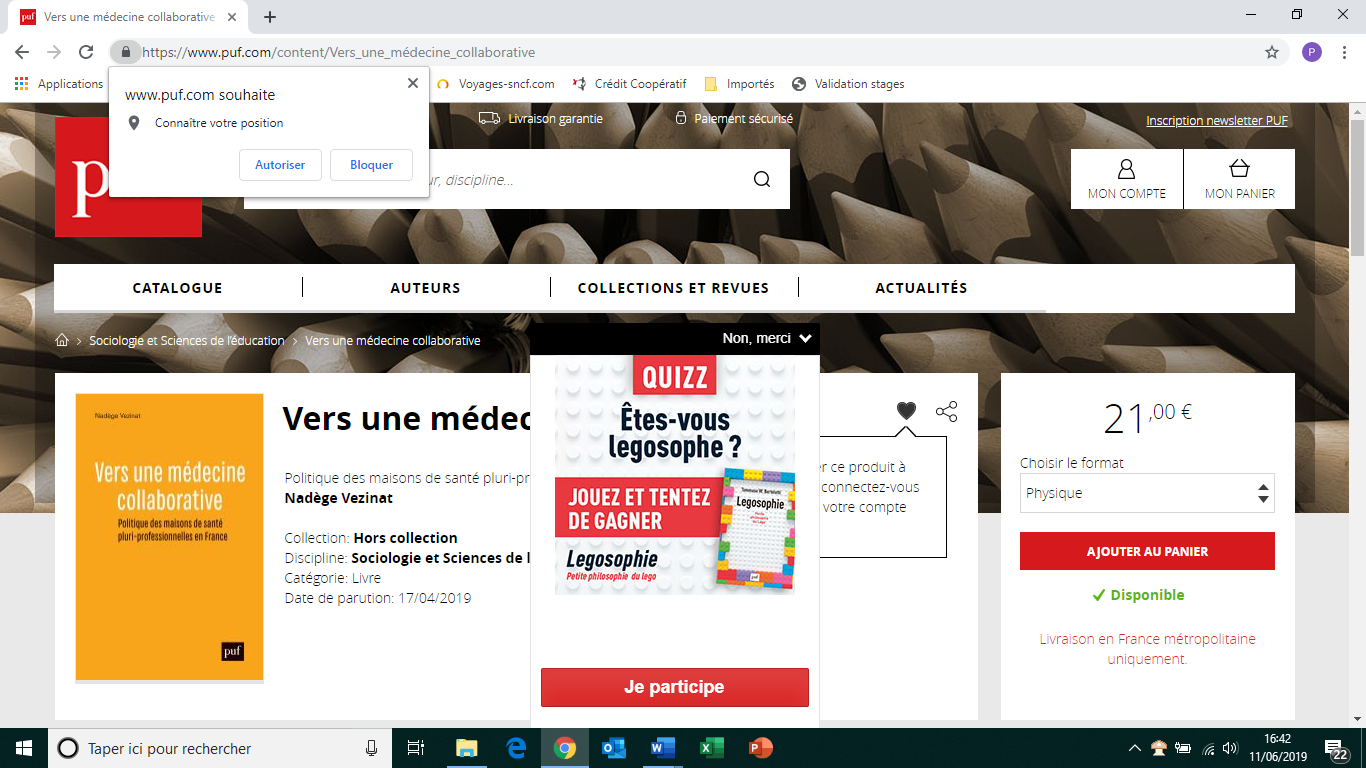 Vers une médecine collaborative
https://www.puf.com/content/Vers_une_médecine_collaborative
P
Applications
Voyages-sncf.com
Crédit Coopératif
Importés
Validation stages
www.puf.com souhaite
Connaître votre position
Autoriser
Bloquer
Livraison garantie
Paiement sécurisé
Inscription newsletter PUF
discipline...
MON COMPTE
MON PANIER
CATALOGUE
AUTEURS
COLLECTIONS ET REVUES
ACTUALITÉS
Sociologie et Sciences de l'éducation > Vers une médecine collaborative
Non, merci
Nadège Vezinat
Vers une médecine
collaborative
Politique des maisons de santé
pluri-professionnelles en France
puf
Vers une médec
Politique des maisons de santé pluri-pr
Nadège Vezinat
Collection: Hors collection
Discipline: Sociologie et Sciences de l
Catégorie: Livre
Date de parution: 17/04/2019
QUIZZ
Êtes-vous
legosophe ?
JOUEZ ET TENTEZ
DE GAGNER
Legosophie
Petite philosophie du lego
Legosophie
Je participe
er ce produit à
connectez-vous
votre compte
21,00 €
Choisir le format
Physique
AJOUTER AU PANIER
Disponible
Livraison en France métropolitaine
uniquement.
Taper ici pour rechercher
16:42
11/06/2019
22